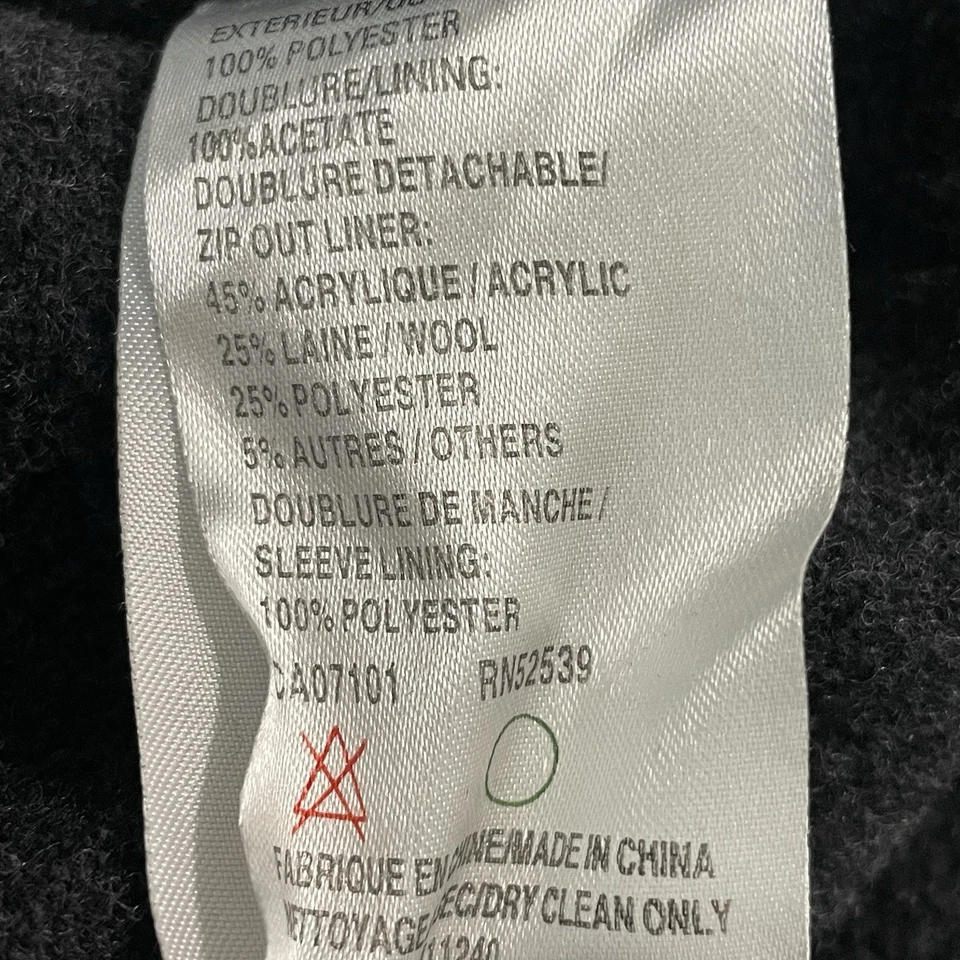 EXTERIEUR/OU
100% POLYESTER
DOUBLURE/LINING:
100% ACETATE
DOUBLURE DETACHABLE/
ZIP OUT LINER:
45% ACRYLIQUE / ACRYLIC
25% LAINE / WOOL
25% POLYESTER
5% AUTRES / OTHERS
DOUBLURE DE MANCHE /
SLEEVE LINING:
100% POLYESTER
CA07101 RN52539
FABRIQUE EN CHINE/MADE IN CHINA
NETTOYAGE SEC/DRY CLEAN ONLY
11240